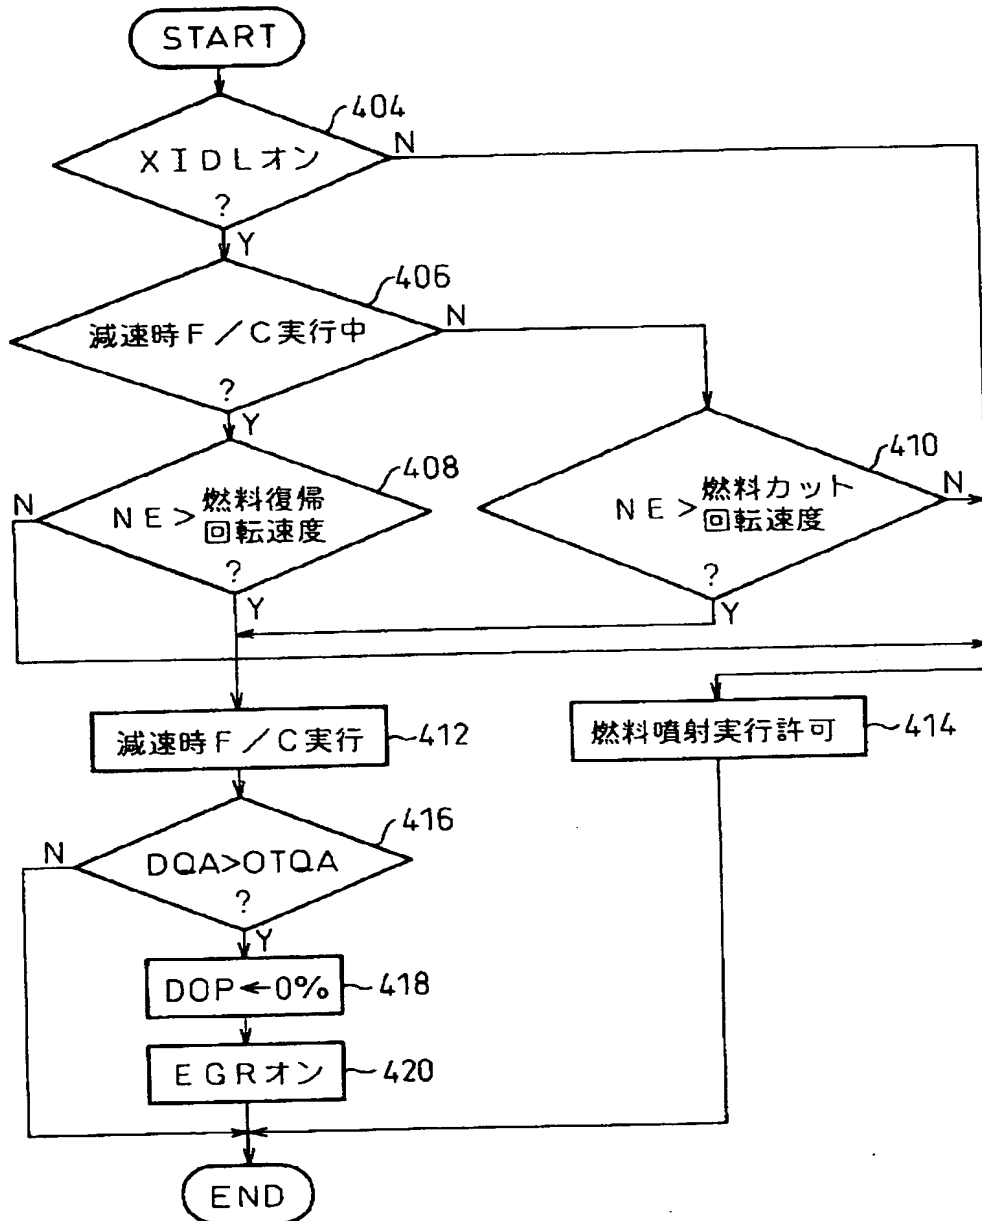 START
404
XIDLオン
N
?
Y
406
減速時F/C実行中
N
?
Y
408
N
NE>燃料復帰
回転速度
?
Y
410
NE>燃料カット
回転速度
N
?
Y
減速時F/C実行
412
燃料噴射実行許可
414
416
N
DQA>OTQA
?
Y
DOP←0%
418
EGRオン
420
END